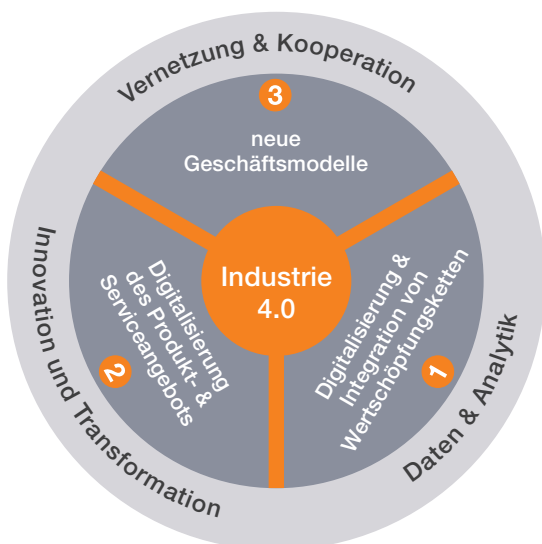 Vernetzung & Kooperation
3
neue
Geschäftsmodelle
Industrie
4.0
Digitalisierung &
Integration von
Wertschöpfungsketten
1
Digitalisierung
des Produkt- &
Serviceangebots
2
Innovation und Transformation
Daten & Analytik